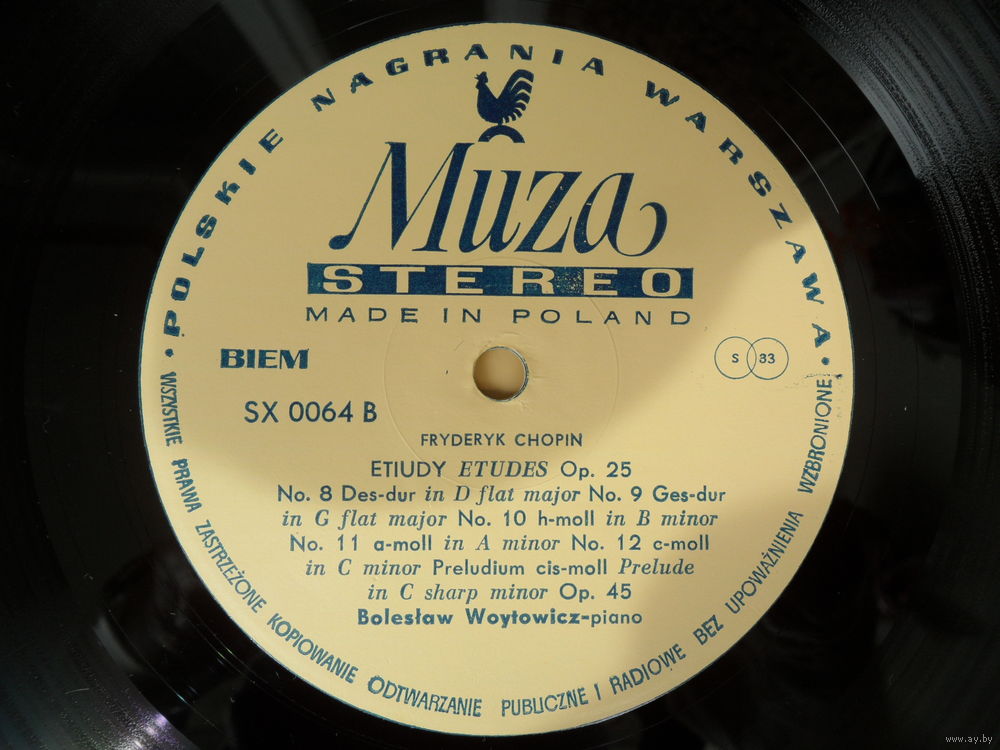 POLSKIE NAGRANIA WARSZAWA
Muza
STEREO
MADE IN POLAND
BIEM
S 33
SX 0064 B
FRYDERYK CHOPIN
ETIUDY ETUDES Op. 25
No. 8 Des-dur in D flat major No. 9 Ges-dur
in G flat major No. 10 h-moll in B minor
No. 11 a-moll in A minor No. 12 c-moll
in C minor Preludium cis-moll Prelude
in C sharp minor Op. 45
Bolesław Woytowicz-piano
WSZYSTKIE PRAWA ZASTRZEŻONE KOPIOWANIE ODTWARZANIE PUBLICZNE I RADIOWE BEZ UPOWAŻNIENIA WZBRONIONE
www.ay.by